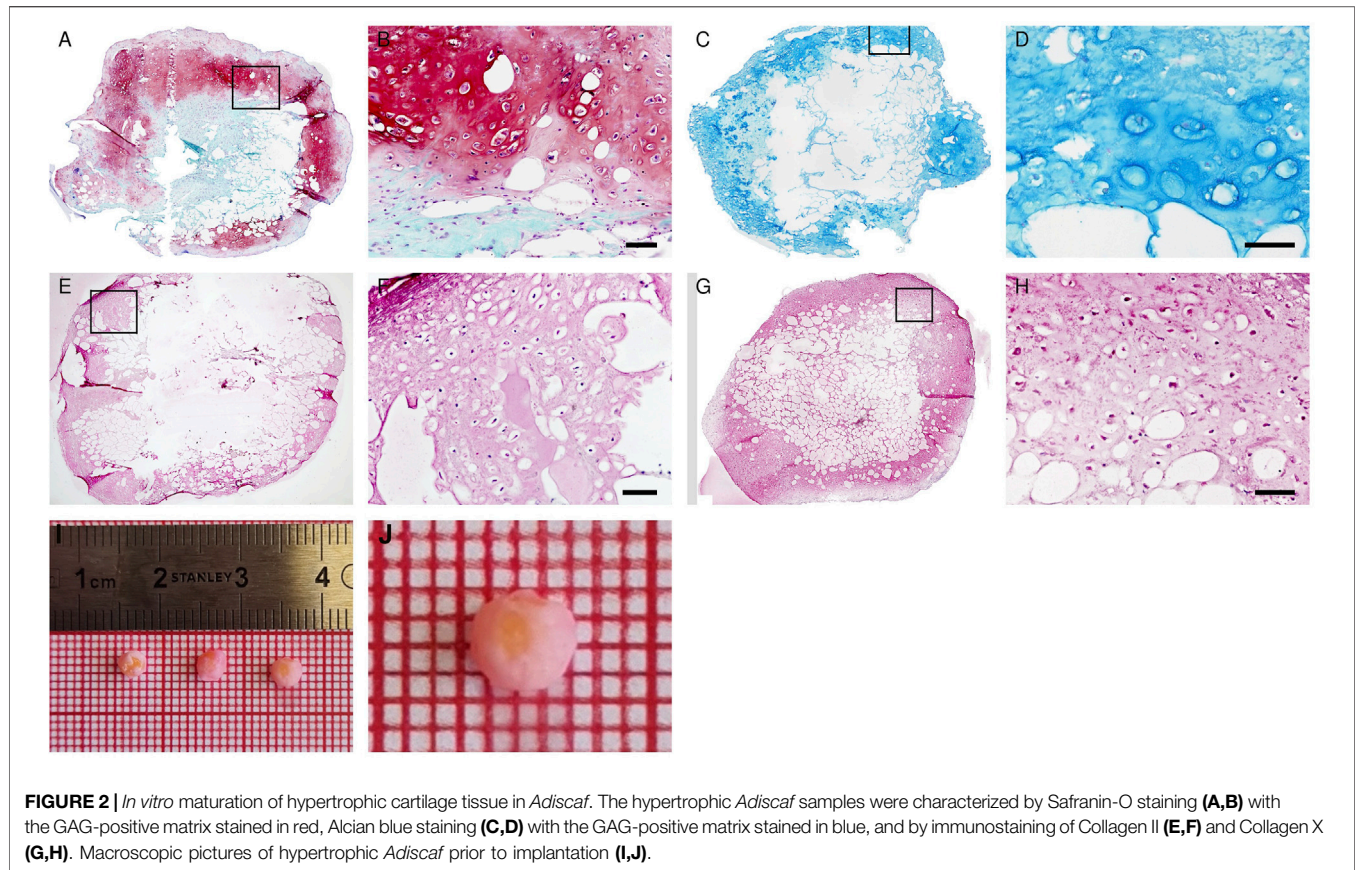 A
B
C
D
E
F
G
H
I
J
1 cm 2 STANLEY 3 4
FIGURE 2 | In vitro maturation of hypertrophic cartilage tissue in Adiscaf. The hypertrophic Adiscaf samples were characterized by Safranin-O staining (A,B) with
the GAG-positive matrix stained in red, Alcian blue staining (C,D) with the GAG-positive matrix stained in blue, and by immunostaining of Collagen II (E,F) and Collagen X
(G,H). Macroscopic pictures of hypertrophic Adiscaf prior to implantation (I,J).